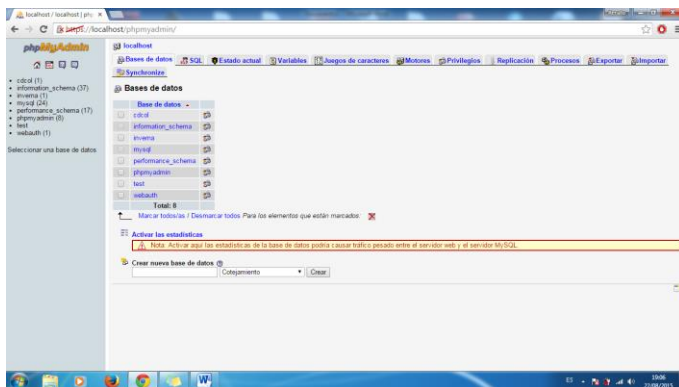 localhost / localhost | php
https://localhost/phpmyadmin/
phpMyAdmin
cdcol (1)
information_schema (37)
invema (1)
mysql (24)
performance_schema (17)
phpmyadmin (8)
test
webauth (1)
Seleccionar una base de datos
localhost
Bases de datos SQL Estado actual Variables Juegos de caracteres Motores Privilegios Replicación Procesos Exportar Importar
Synchronize
Bases de datos
Base de datos
cdcol
information_schema
invema
mysql
performance_schema
phpmyadmin
test
webauth
Total: 8
Marcar todos/as / Desmarcar todos Para los elementos que están marcados:
Activar las estadísticas
Nota: Activar aquí las estadísticas de la base de datos podría causar tráfico pesado entre el servidor web y el servidor MySQL.
Crear nueva base de datos
Cotejamiento Crear
ES
19:06
21/08/2015